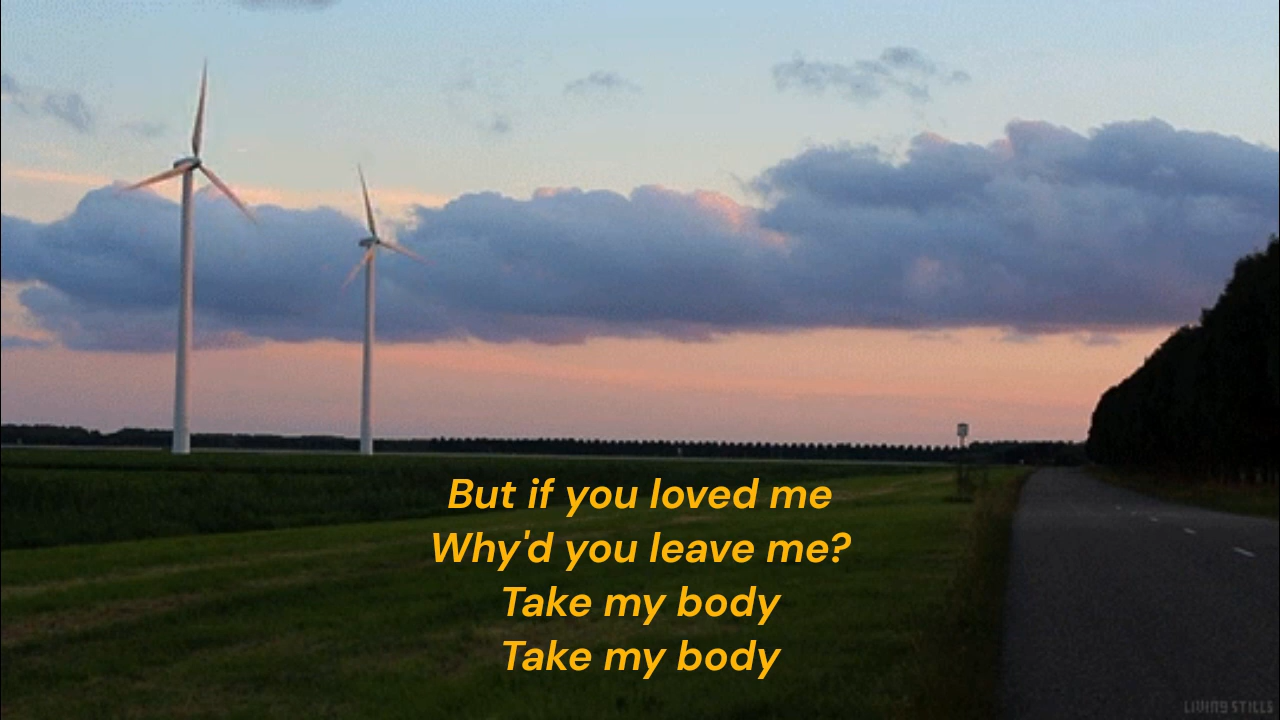 But if you loved me
Why'd you leave me?
Take my body
Take my body
LIVING STILLS